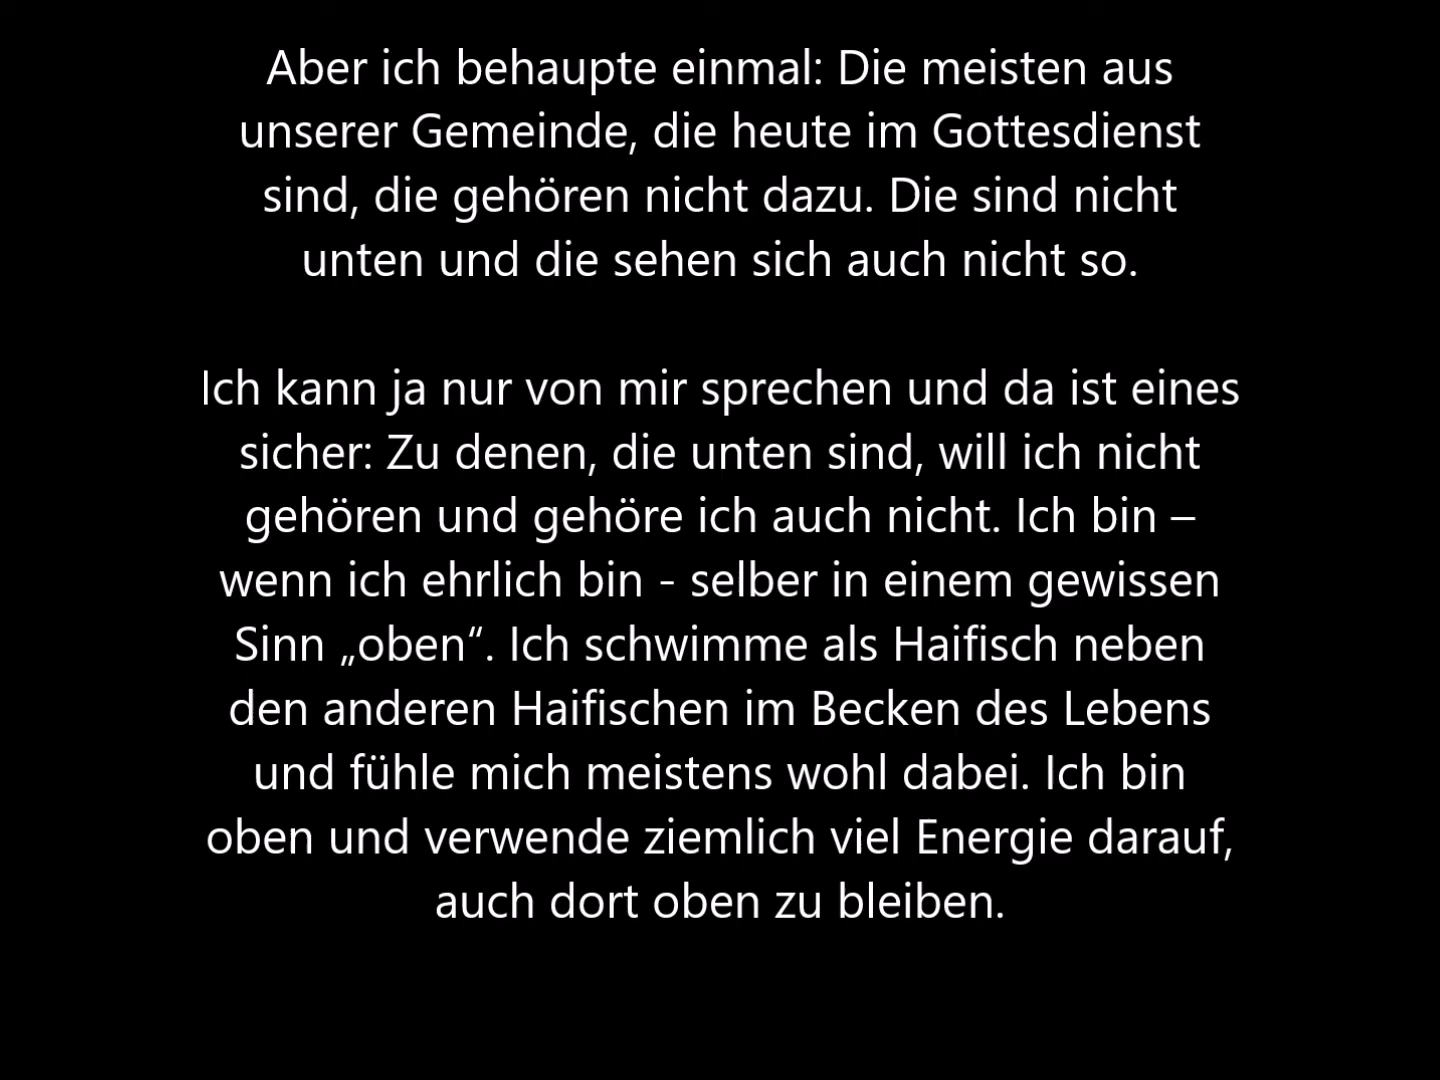 Aber ich behaupte einmal: Die meisten aus
unserer Gemeinde, die heute im Gottesdienst
sind, die gehören nicht dazu. Die sind nicht
unten und die sehen sich auch nicht so.
Ich kann ja nur von mir sprechen und da ist eines
sicher: Zu denen, die unten sind, will ich nicht
gehören und gehöre ich auch nicht. Ich bin –
wenn ich ehrlich bin - selber in einem gewissen
Sinn „oben“. Ich schwimme als Haifisch neben
den anderen Haifischen im Becken des Lebens
und fühle mich meistens wohl dabei. Ich bin
oben und verwende ziemlich viel Energie darauf,
auch dort oben zu bleiben.